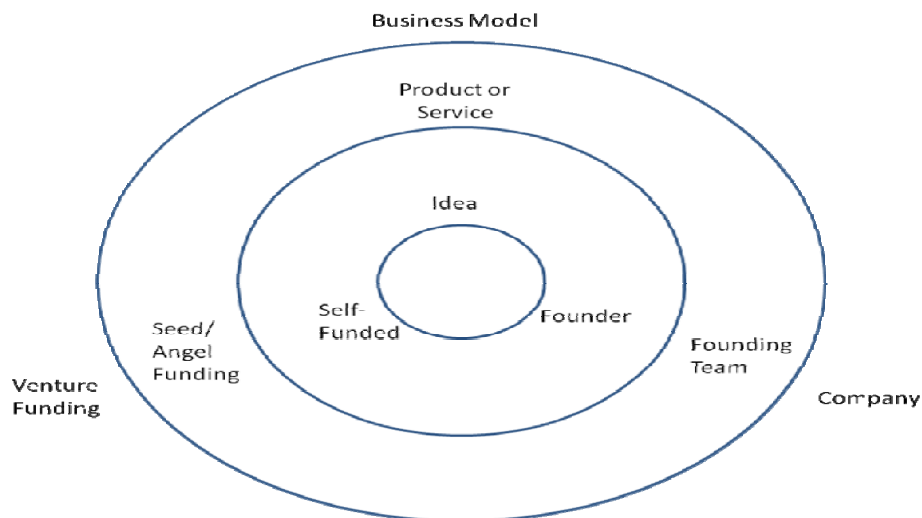 Business Model
Product or
Service
Idea
Self-
Funded
Founder
Seed/
Angel
Funding
Founding
Team
Venture
Funding
Company